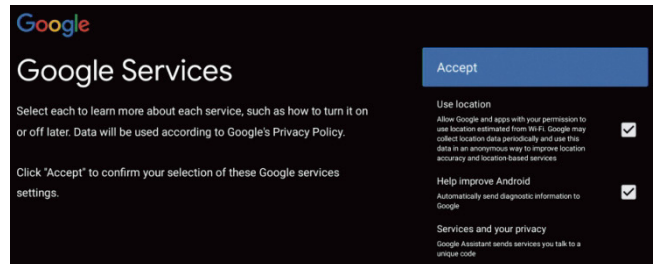 Google
Google Services
Select each to learn more about each service, such as how to turn it on
or off later. Data will be used according to Google's Privacy Policy.
Click "Accept" to confirm your selection of these Google services
settings.
Accept
Use location
Allow Google and apps with your permission to
use location estimated from Wi-Fi. Google may
collect location data periodically and use this
data in an anonymous way to improve location
accuracy and location-based services
Help improve Android
Automatically send diagnostic information to
Google
Services and your privacy
Google Assistant sends services you talk to a
unique code